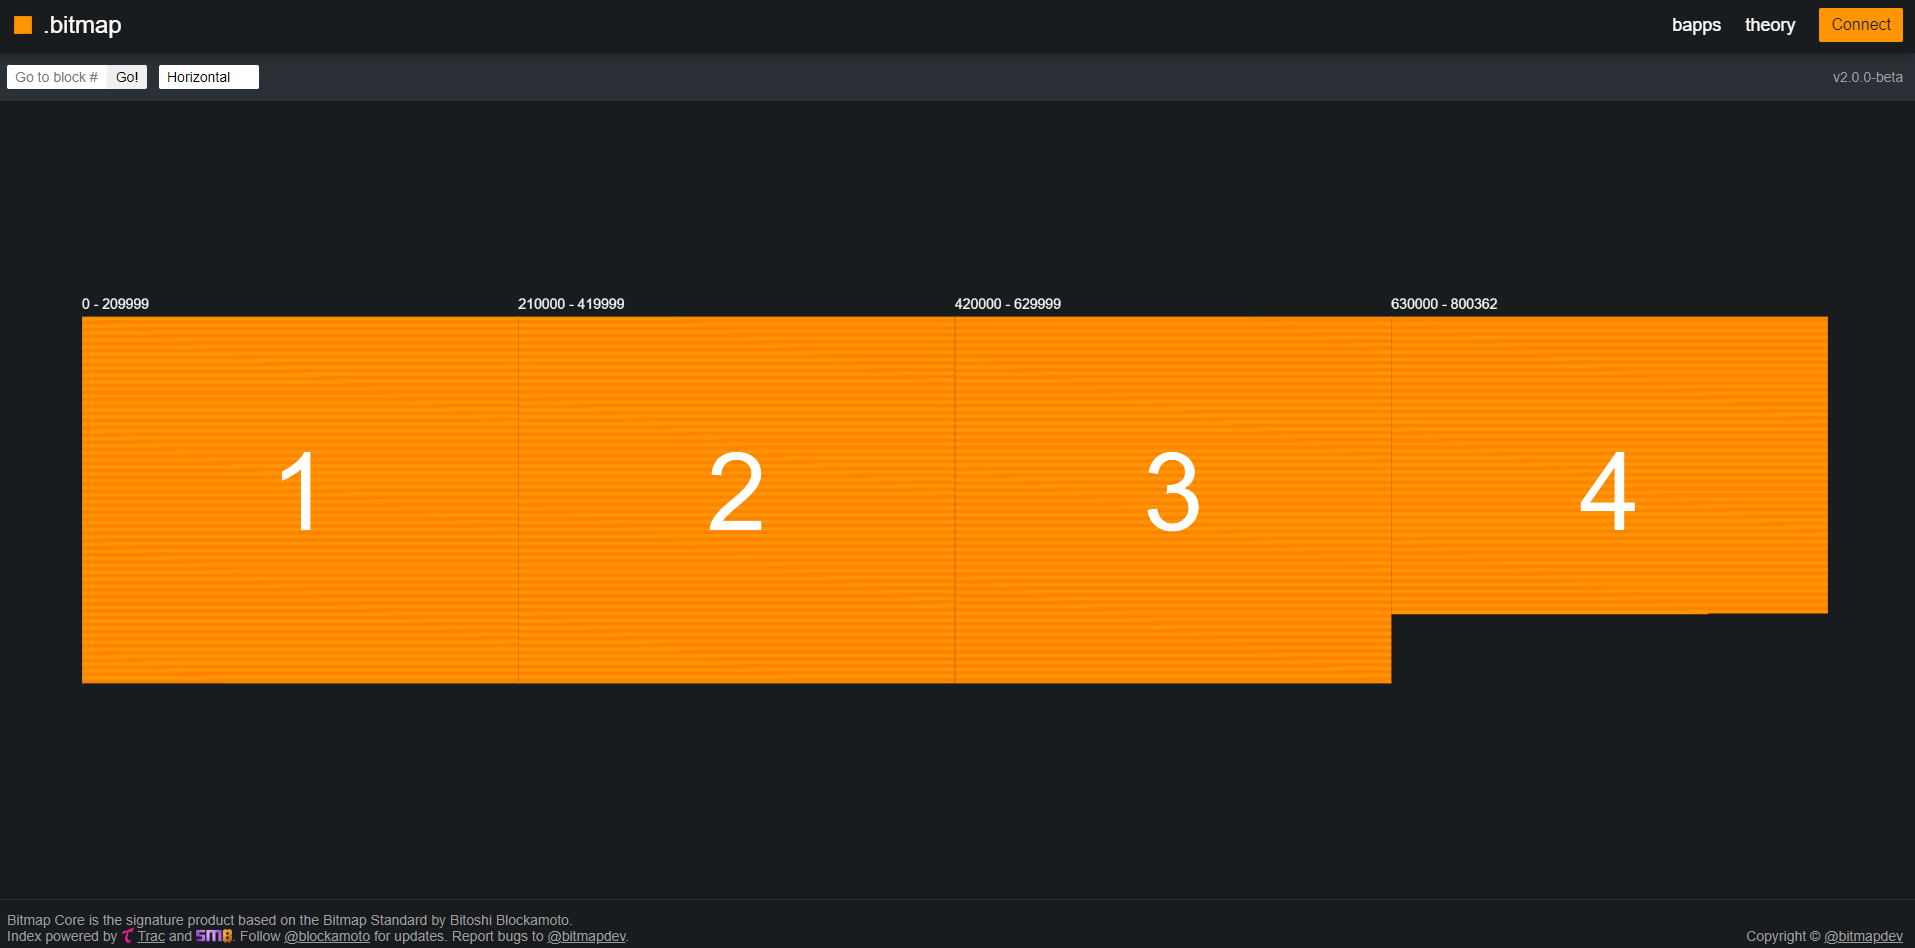 .bitmap
bapps theory Connect
Go to block # Go! Horizontal v2.0.0-beta
0 - 209999 210000 - 419999 420000 - 629999 630000 - 800362
1 2 3 4
Bitmap Core is the signature product based on the Bitmap Standard by Bitoshi Blockamoto.
Index powered by Trac and SMB. Follow @blockamoto for updates. Report bugs to @bitmapdev.
Copyright © @bitmapdev